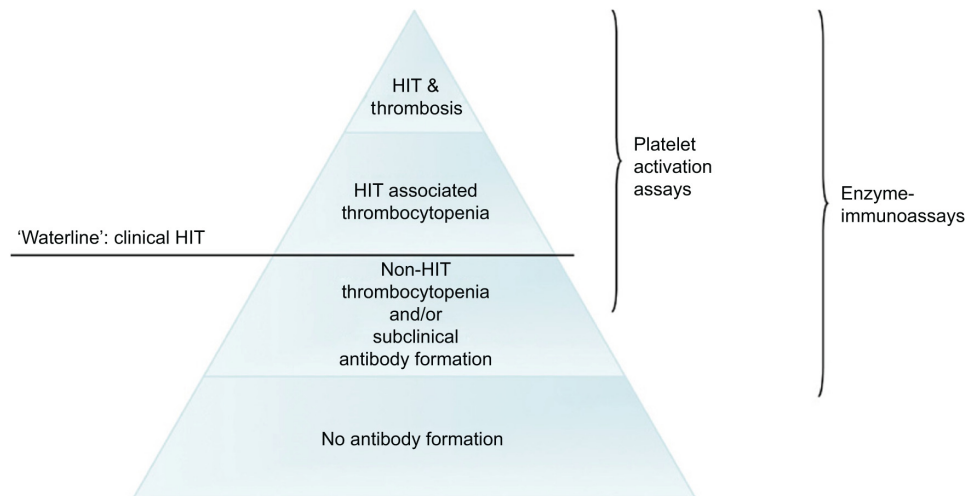 HIT &
thrombosis
HIT associated
thrombocytopenia
‘Waterline’: clinical HIT
Non-HIT
thrombocytopenia
and/or
subclinical
antibody formation
No antibody formation
Platelet
activation
assays
Enzyme-
immunoassays